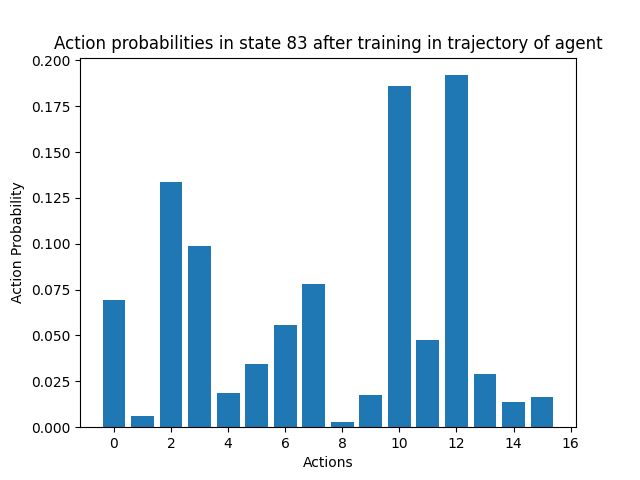 Action probabilities in state 83 after training in trajectory of agent
0.200
0.175
0.150
0.125
0.100
0.075
0.050
0.025
0.000
Action Probability
0 2 4 6 8 10 12 14 16
Actions